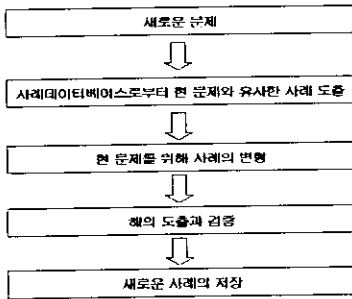 새로운 문제
사례데이타베이스로부터 현 문제와 유사한 사례 도출
현 문제를 위해 사례의 변형
해의 도출과 검증
새로운 사례의 저장